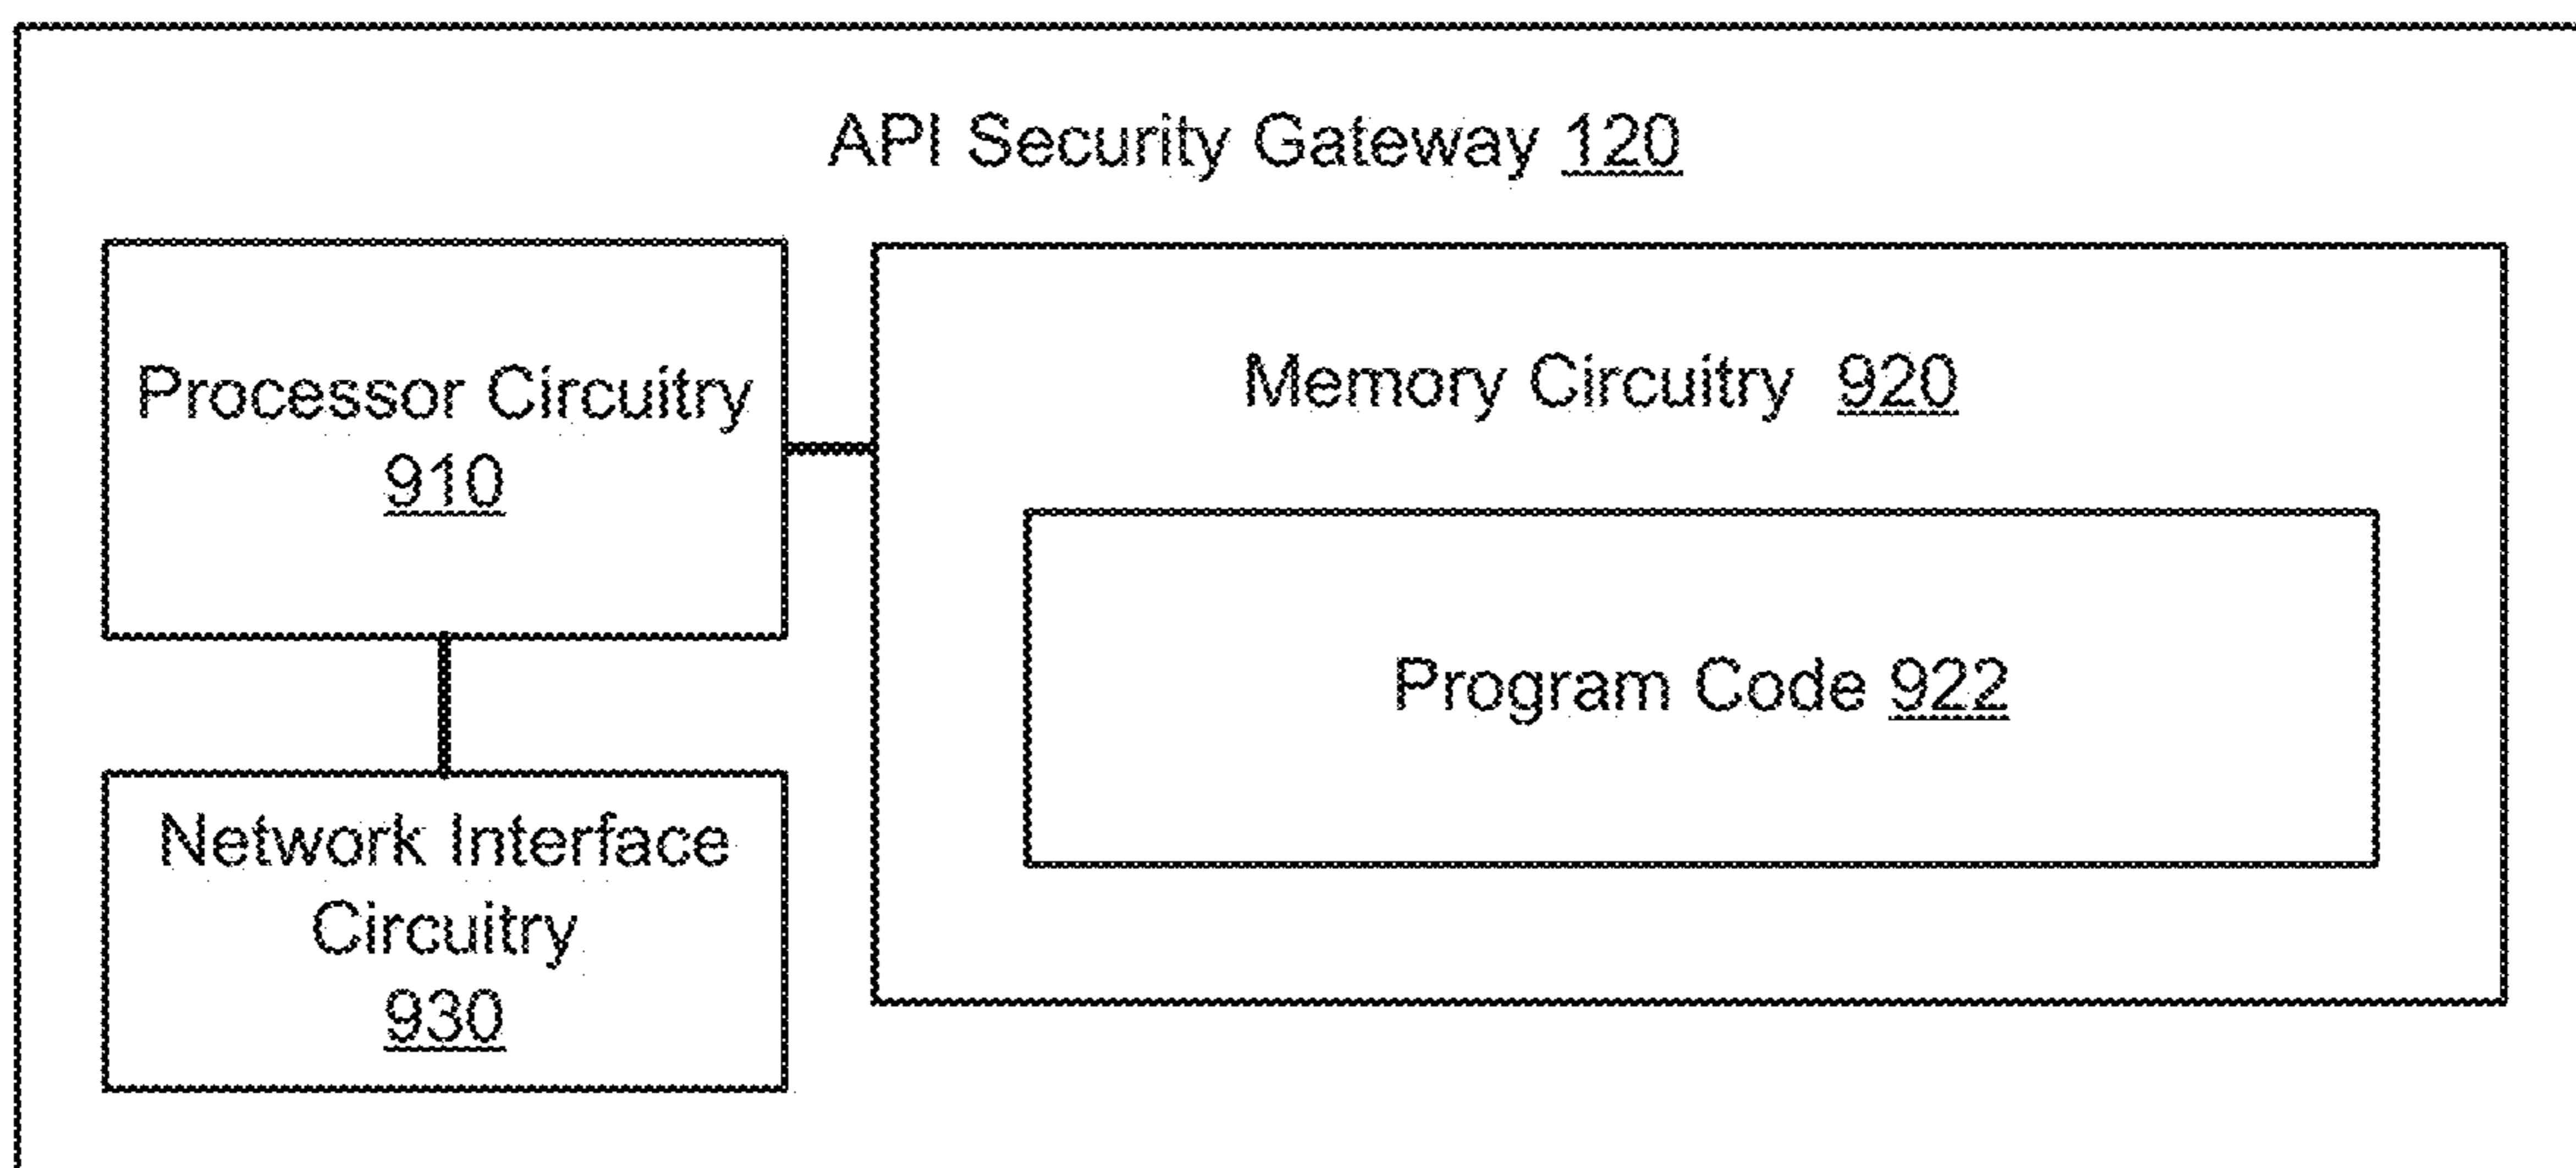 API Security Gateway 120
Processor Circuitry
910
Memory Circuitry 920
Program Code 922
Network Interface
Circuitry
930